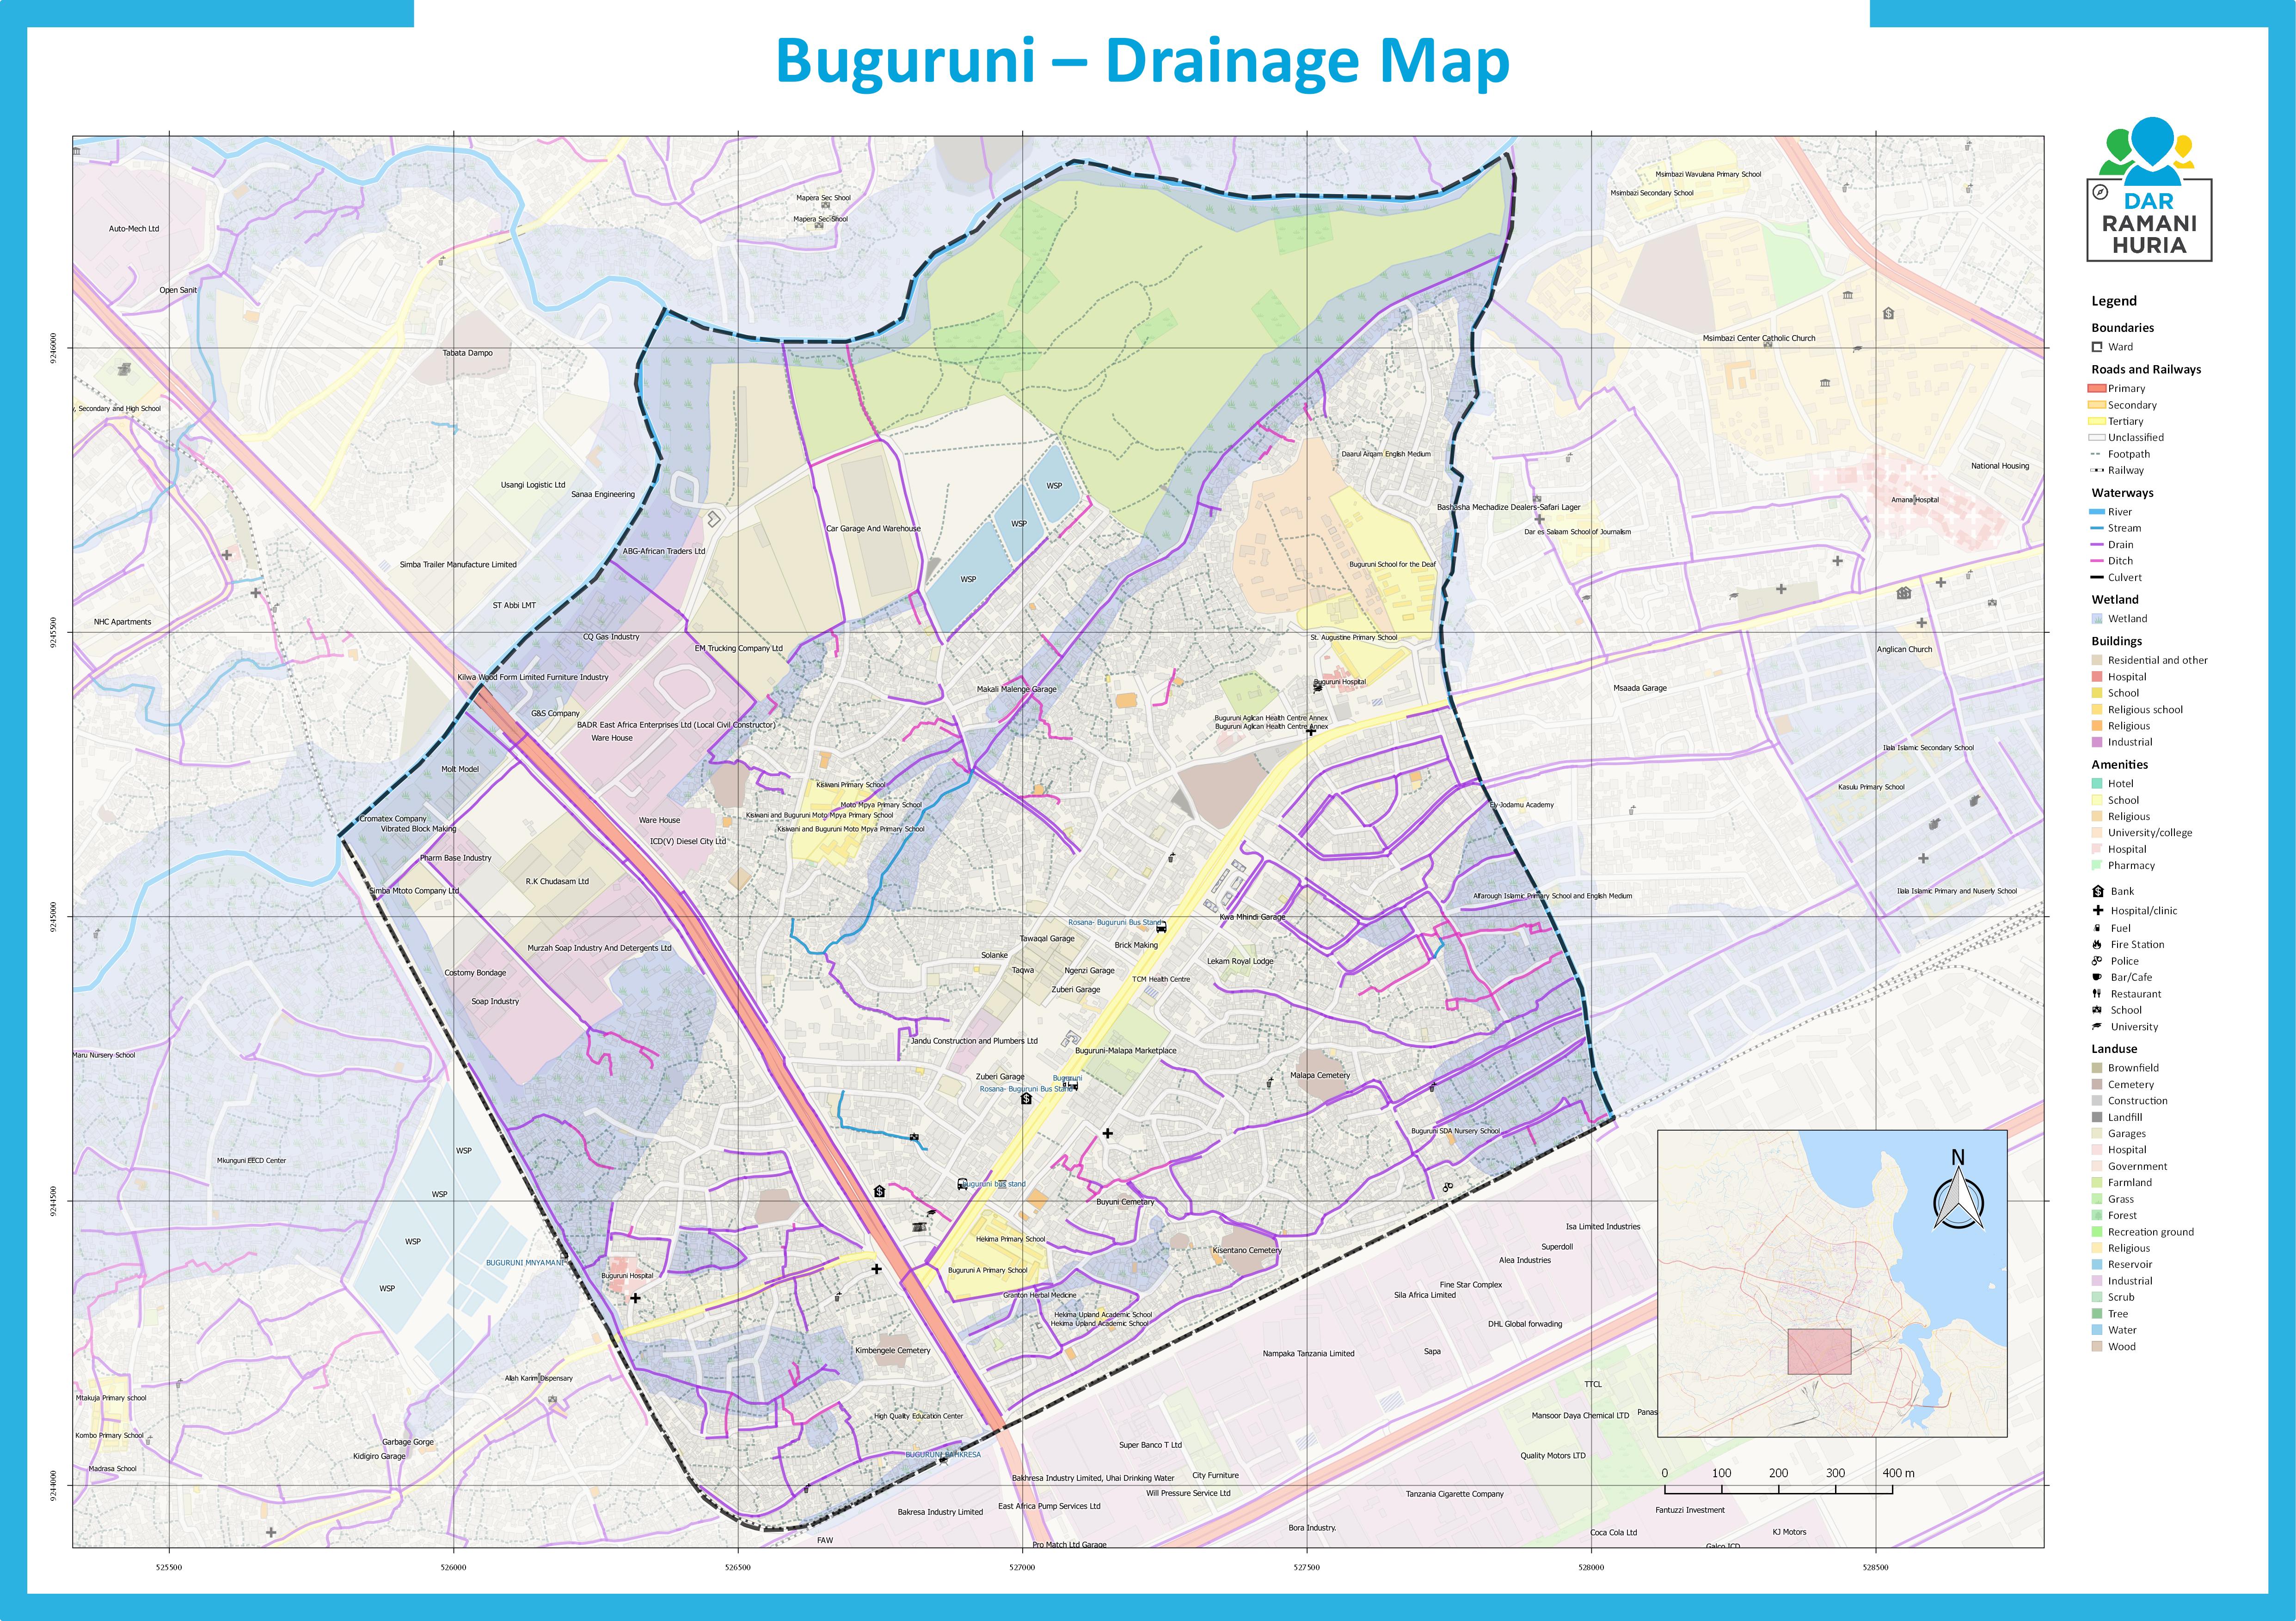 Buguruni – Drainage Map
DAR
RAMANI
HURIA
Legend
Boundaries
Ward
Roads and Railways
Primary
Secondary
Tertiary
Unclassified
Footpath
Railway
Waterways
River
Stream
Drain
Ditch
Culvert
Wetland
Wetland
Buildings
Residential and other
Hospital
School
Religious school
Religious
Industrial
Amenities
Hotel
School
Religious
University/college
Hospital
Pharmacy
Bank
Hospital/clinic
Fuel
Fire Station
Police
Bar/Cafe
Restaurant
School
University
Landuse
Brownfield
Cemetery
Construction
Landfill
Garages
Hospital
Government
Farmland
Grass
Forest
Recreation ground
Religious
Reservoir
Industrial
Scrub
Tree
Water
Wood
Mapera Sec Shool
Mapera Sec Shool
Msimbazi Wavulana Primary School
Msimbazi Secondary School
Auto-Mech Ltd
Open Sanit
Tabata Dampo
Msimbazi Center Catholic Church
9246000
, Secondary and High School
Usangi Logistic Ltd
Sanaa Engineering
Daarul Arqam English Medium
National Housing
WSP
WSP
WSP
Car Garage And Warehouse
Bashasha Mechadize Dealers-Safari Lager
Amana Hospital
Dar es Salaam School of Journalism
ABG-African Traders Ltd
Simba Trailer Manufacture Limited
Buguruni School for the Deaf
ST Abbi LMT
NHC Apartments
9245500
CQ Gas Industry
EM Trucking Company Ltd
St. Augustine Primary School
Anglican Church
Kilwa Wood Form Limited Furniture Industry
Makali Malenge Garage
Buguruni Hospital
Msaada Garage
G&S Company
BADR East Africa Enterprises Ltd (Local Civil Constructor)
Ware House
Buguruni Aglican Health Centre Annex
Buguruni Aglican Health Centre Annex
Ilala Islamic Secondary School
Molt Model
Kisiwani Primary School
Kasulu Primary School
Moto Mpya Primary School
Kisiwani and Buguruni Moto Mpya Primary School
Kisiwani and Buguruni Moto Mpya Primary School
Ely-Jodamu Academy
Cromatex Company
Vibrated Block Making
Ware House
ICD(V) Diesel City Ltd
Pharm Base Industry
R.K Chudasam Ltd
Simba Mtoto Company Ltd
Alfarough Islamic Primary School and English Medium
Ilala Islamic Primary and Nuserly School
9245000
Rosana- Buguruni Bus Stand
Kwa Mhindi Garage
Tawaqal Garage
Brick Making
Murzah Soap Industry And Detergents Ltd
Solanke
Lekam Royal Lodge
Costomy Bondage
Taqwa
Ngenzi Garage
TCM Health Centre
Zuberi Garage
Soap Industry
Jandu Construction and Plumbers Ltd
Buguruni-Malapa Marketplace
Maru Nursery School
Zuberi Garage
Buguruni
Rosana- Buguruni Bus Stand
Malapa Cemetery
Buguruni SDA Nursery School
WSP
Mkunguni EECD Center
WSP
WSP
WSP
9244500
Buguruni bus stand
Buyuni Cemetary
Hekima Primary School
Kisentano Cemetery
Isa Limited Industries
Superdoll
Alea Industries
BUGURUNI MNYAMANI
Buguruni Hospital
Buguruni A Primary School
Fine Star Complex
Sila Africa Limited
Granton Herbal Medicine
Hekima Upland Academic School
Hekima Upland Academic School
DHL Global forwading
Kimbengele Cemetery
Nampaka Tanzania Limited
Sapa
Allah Karim Dispensary
TTCL
Mtakuja Primary school
High Quality Education Center
Mansoor Daya Chemical LTD
Panas
Kombo Primary School
Garbage Gorge
Kidigiro Garage
BUGURUNI BAHKRESA
Super Banco T Ltd
Quality Motors LTD
Madrasa School
Bakhresa Industry Limited, Uhai Drinking Water
City Furniture
9244000
Will Pressure Service Ltd
Tanzania Cigarette Company
East Africa Pump Services Ltd
Bakresa Industry Limited
Fantuzzi Investment
Bora Industry.
Coca Cola Ltd
KJ Motors
FAW
Pro Match Ltd Garage
Galco ICD
N
0 100 200 300 400 m
525500 526000 526500 527000 527500 528000 528500